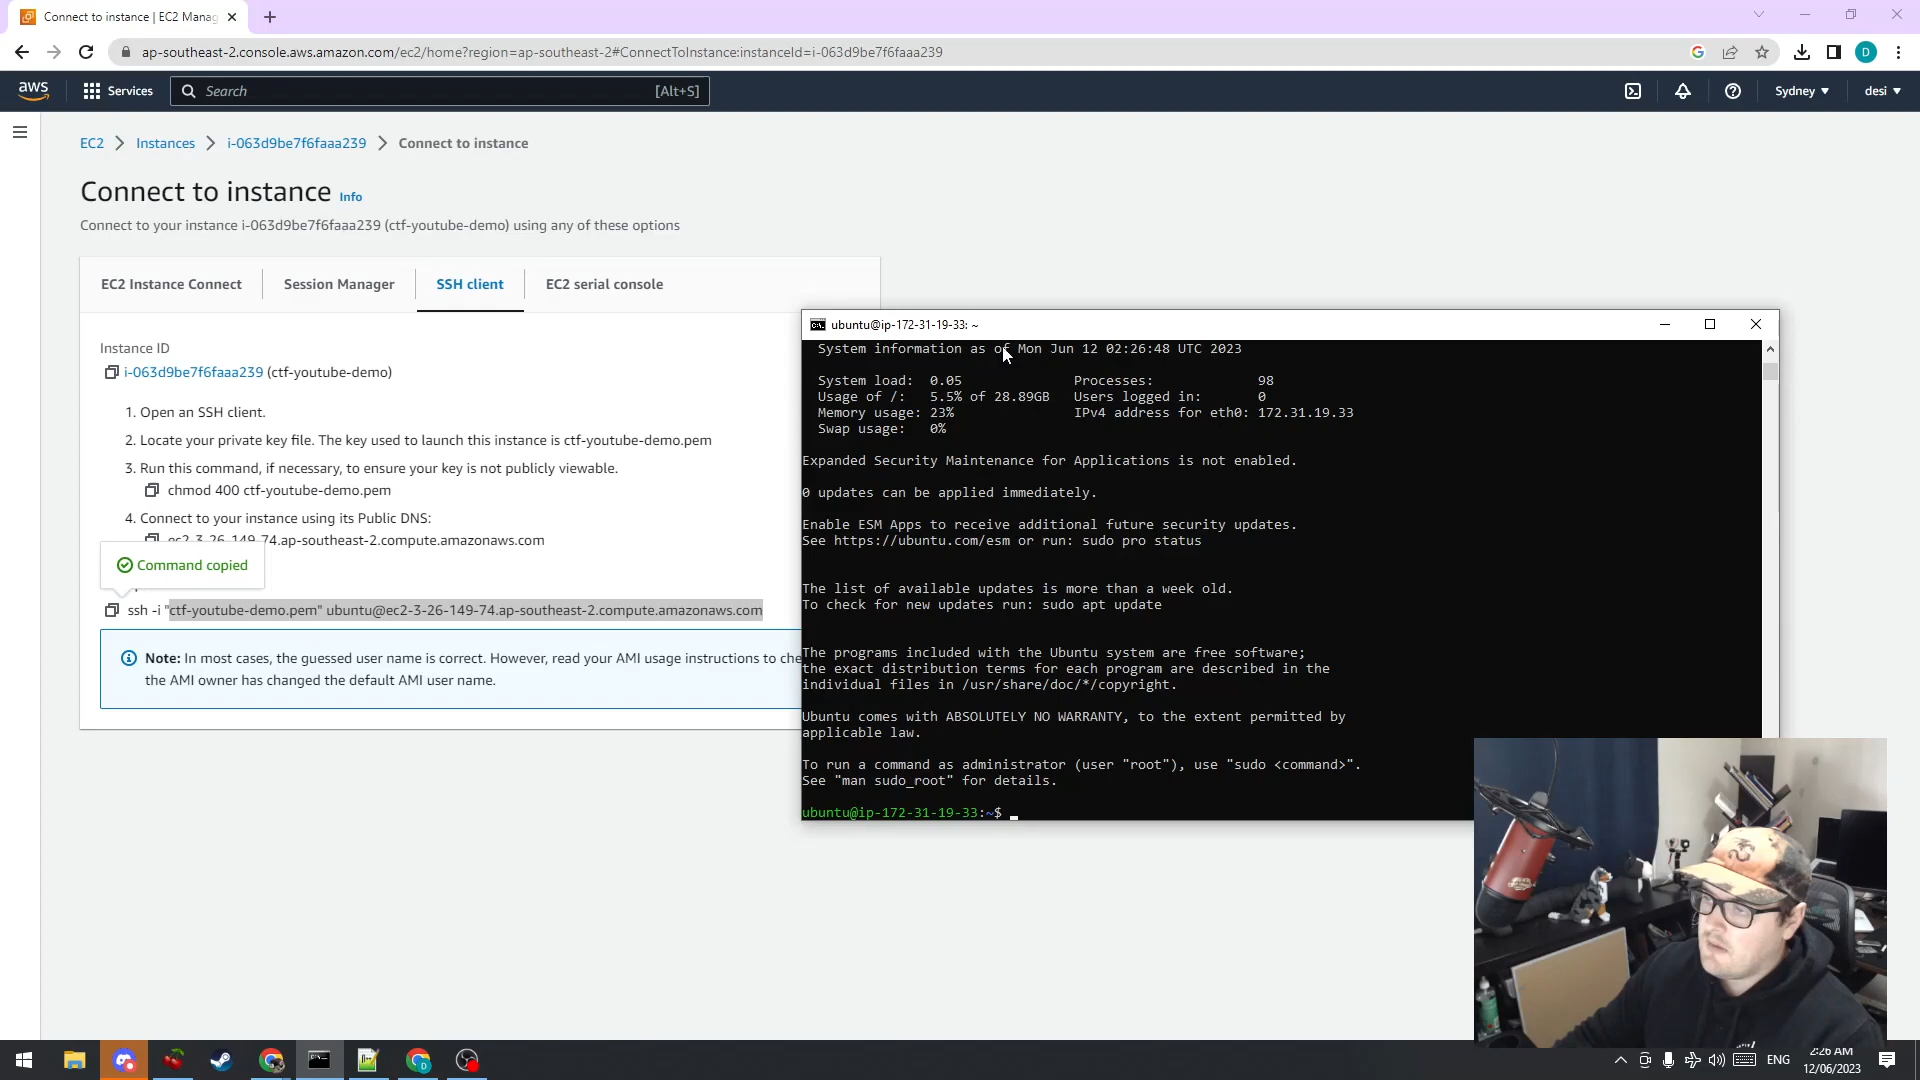 Connect to instance | EC2 Manag
ap-southeast-2.console.aws.amazon.com/ec2/home?region=ap-southeast-2#ConnectToInstance:instanceId=i-063d9be7f6faaa239
D
aws
Services
Search
[Alt+S]
Sydney
desi
EC2
Instances
i-063d9be7f6faaa239
Connect to instance
Connect to instance Info
Connect to your instance i-063d9be7f6faaa239 (ctf-youtube-demo) using any of these options
EC2 Instance Connect
Session Manager
SSH client
EC2 serial console
Instance ID
i-063d9be7f6faaa239 (ctf-youtube-demo)
1. Open an SSH client.
2. Locate your private key file. The key used to launch this instance is ctf-youtube-demo.pem
3. Run this command, if necessary, to ensure your key is not publicly viewable.
chmod 400 ctf-youtube-demo.pem
4. Connect to your instance using its Public DNS:
ec2-3-26-149-74.ap-southeast-2.compute.amazonaws.com
Command copied
ssh -i "ctf-youtube-demo.pem" ubuntu@ec2-3-26-149-74.ap-southeast-2.compute.amazonaws.com
Note: In most cases, the guessed user name is correct. However, read your AMI usage instructions to che
the AMI owner has changed the default AMI user name.
ubuntu@ip-172-31-19-33: ~
System information as of Mon Jun 12 02:26:48 UTC 2023
System load: 0.05 Processes: 98
Usage of /: 5.5% of 28.89GB Users logged in: 0
Memory usage: 23% IPv4 address for eth0: 172.31.19.33
Swap usage: 0%
Expanded Security Maintenance for Applications is not enabled.
0 updates can be applied immediately.
Enable ESM Apps to receive additional future security updates.
See https://ubuntu.com/esm or run: sudo pro status
The list of available updates is more than a week old.
To check for new updates run: sudo apt update
The programs included with the Ubuntu system are free software;
the exact distribution terms for each program are described in the
individual files in /usr/share/doc/*/copyright.
Ubuntu comes with ABSOLUTELY NO WARRANTY, to the extent permitted by
applicable law.
To run a command as administrator (user "root"), use "sudo <command>".
See "man sudo_root" for details.
ubuntu@ip-172-31-19-33:~$
ENG
2:26 AM
12/06/2023